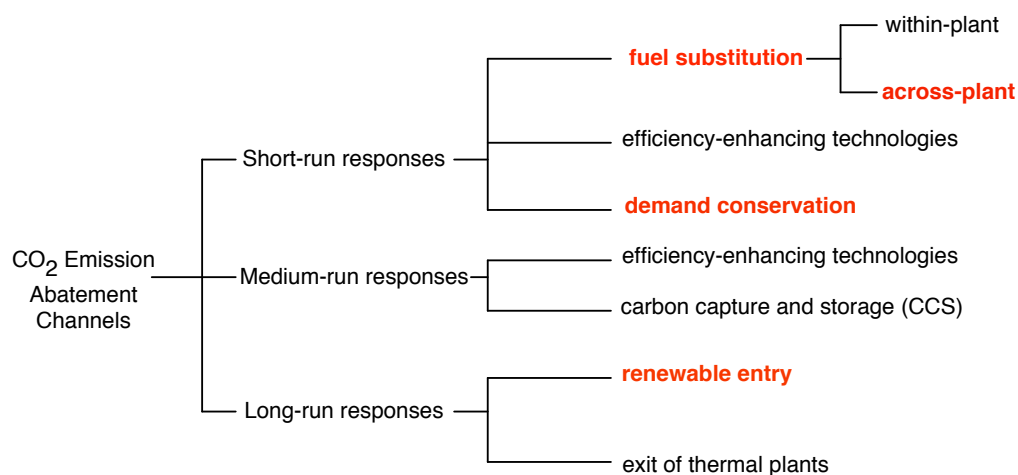 CO2 Emission
Abatement
Channels
Short-run responses
fuel substitution
within-plant
across-plant
efficiency-enhancing technologies
demand conservation
Medium-run responses
efficiency-enhancing technologies
carbon capture and storage (CCS)
Long-run responses
renewable entry
exit of thermal plants